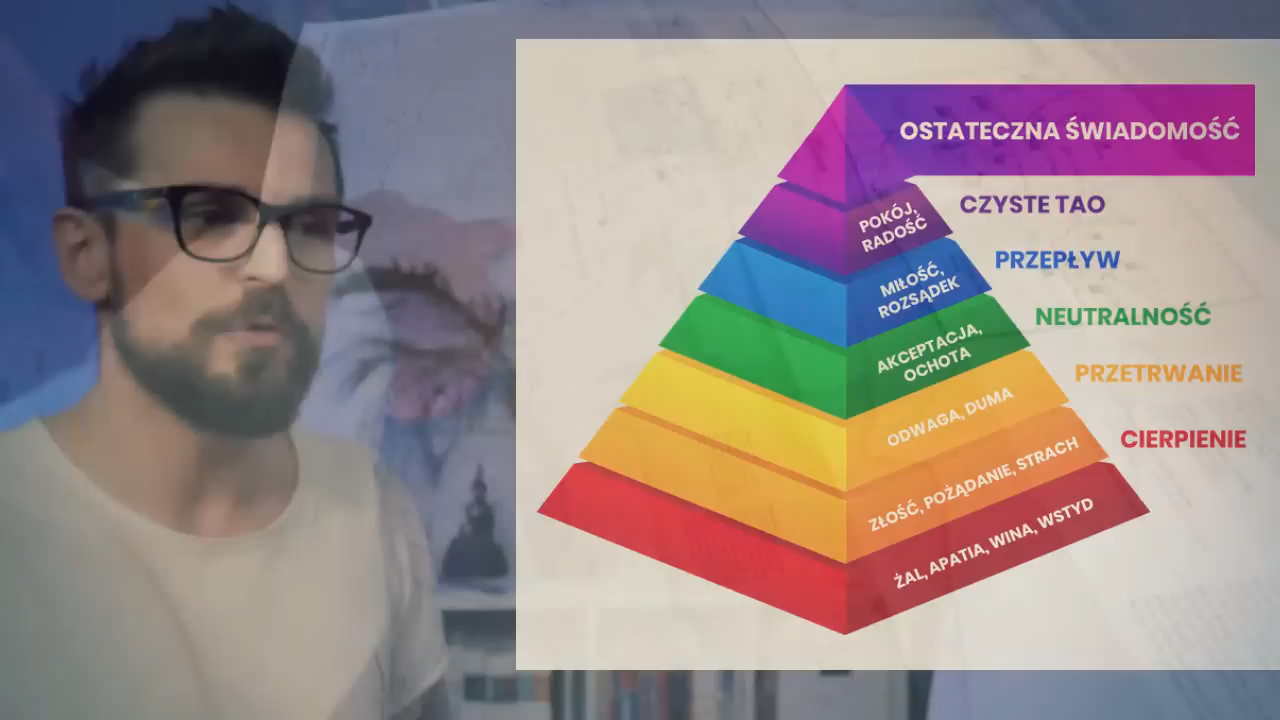 OSTATECZNA ŚWIADOMOŚĆ
CZYSTE TAO
POKÓJ,
RADOŚĆ
PRZEPŁYW
MIŁOŚĆ,
ROZSĄDEK
NEUTRALNOŚĆ
AKCEPTACJA,
OCHOTA
PRZETRWANIE
ODWAGA, DUMA
CIERPIENIE
ZŁOŚĆ, POŻĄDANIE, STRACH
ŻAL, APATIA, WINA, WSTYD